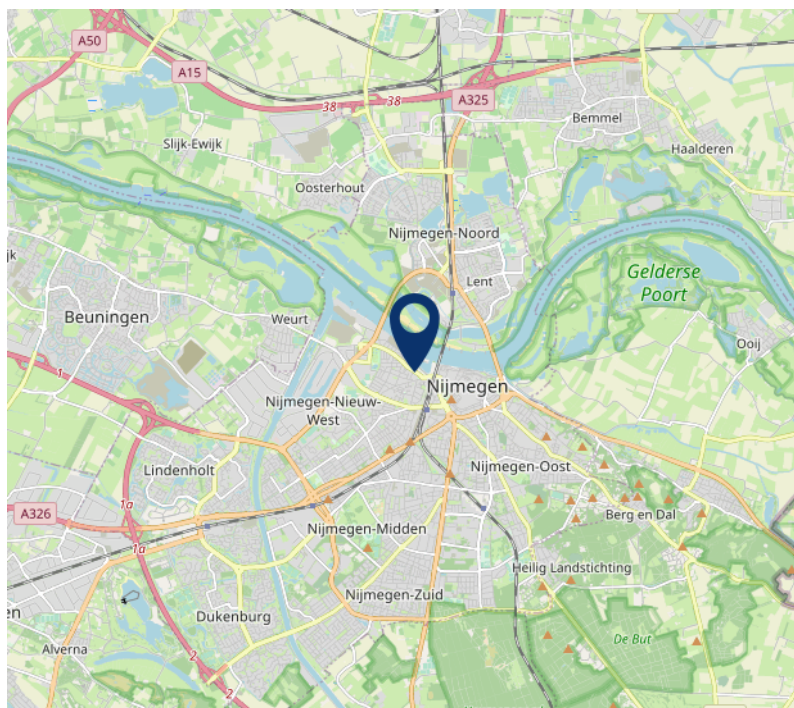 A50
A15
38
38
A325
Bemmel
Slijk-Ewijk
Haalderen
Oosterhout
Nijmegen-Noord
Gelderse
Poort
Lent
Beuningen
Weurt
Ooij
1
Nijmegen
Nijmegen-Nieuw-
West
Lindenholt
Nijmegen-Oost
1a
A326
Berg en Dal
Nijmegen-Midden
1a
Heilig Landstichting
Nijmegen-Zuid
Dukenburg
De But
Alverna
2
2